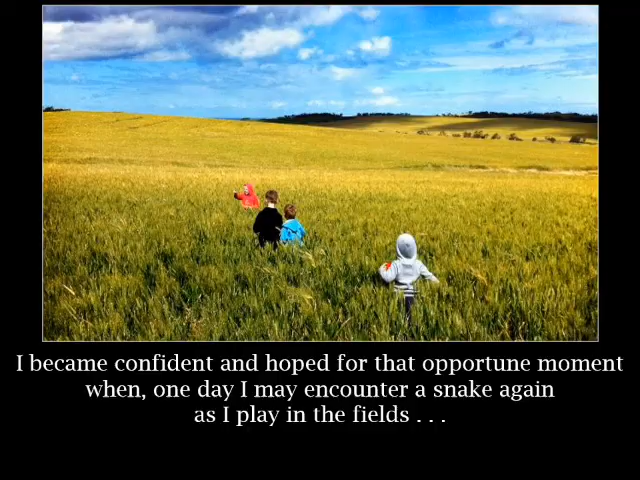 I became confident and hoped for that opportune moment
when, one day I may encounter a snake again
as I play in the fields . . .